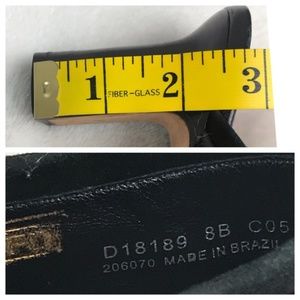 1 2 3
FIBER-GLASS
D18189 8B C05
206070 MADE IN BRAZIL